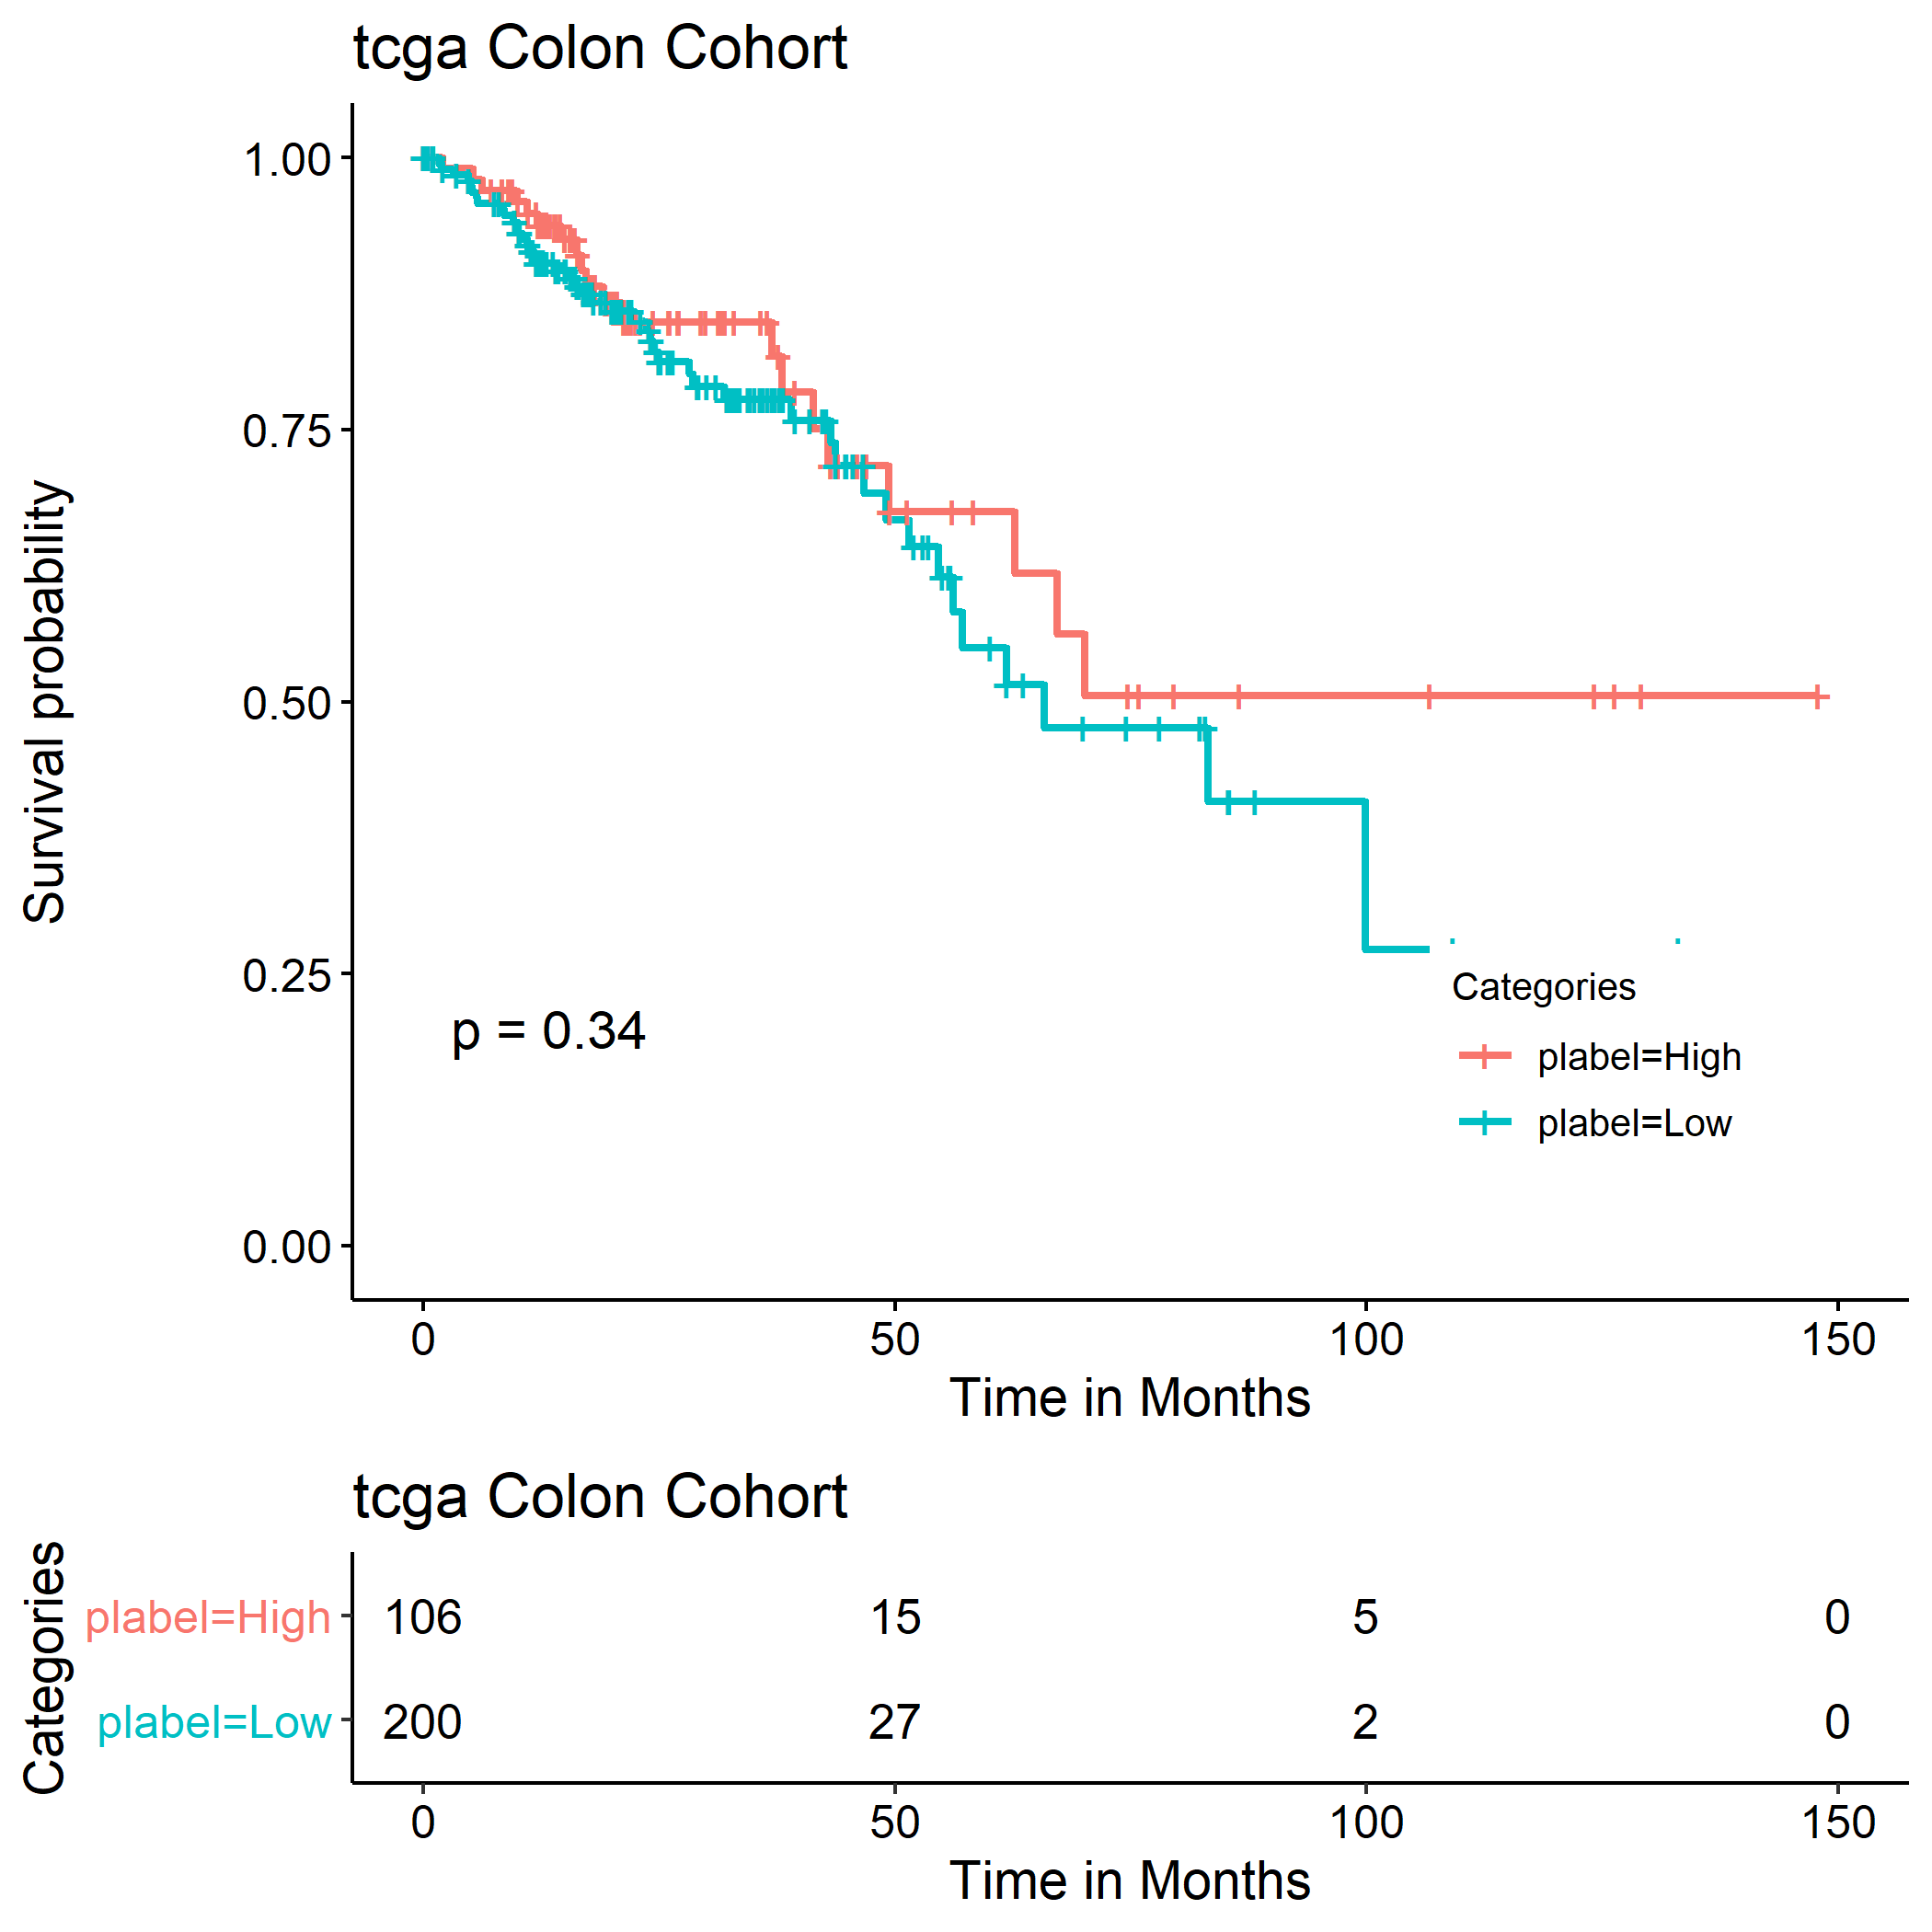 tcga Colon Cohort
Survival probability
1.00
0.75
0.50
0.25
0.00
p = 0.34
Categories
plabel=High
plabel=Low
0 50 100 150
Time in Months
tcga Colon Cohort
Categories
plabel=High 106 15 5 0
plabel=Low 200 27 2 0
0 50 100 150
Time in Months